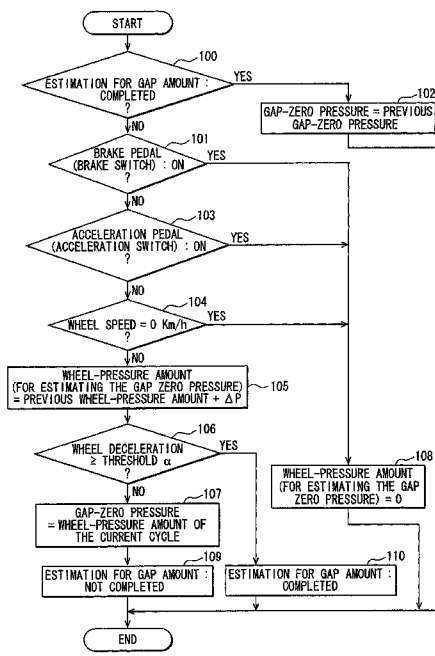 START
100
ESTIMATION FOR GAP AMOUNT :
COMPLETED
?
YES
NO
102
GAP-ZERO PRESSURE = PREVIOUS
GAP-ZERO PRESSURE
101
BRAKE PEDAL
(BRAKE SWITCH) : ON
?
YES
NO
103
ACCELERATION PEDAL
(ACCELERATION SWITCH) : ON
?
YES
NO
104
WHEEL SPEED = 0 Km/h
?
YES
NO
WHEEL-PRESSURE AMOUNT
(FOR ESTIMATING THE GAP ZERO PRESSURE)
= PREVIOUS WHEEL-PRESSURE AMOUNT + ΔP
105
106
WHEEL DECELERATION
≥ THRESHOLD α
?
YES
NO
108
WHEEL-PRESSURE AMOUNT
(FOR ESTIMATING THE GAP
ZERO PRESSURE) = 0
107
GAP-ZERO PRESSURE
= WHEEL-PRESSURE AMOUNT OF
THE CURRENT CYCLE
109
ESTIMATION FOR GAP AMOUNT :
NOT COMPLETED
110
ESTIMATION FOR GAP AMOUNT :
COMPLETED
END